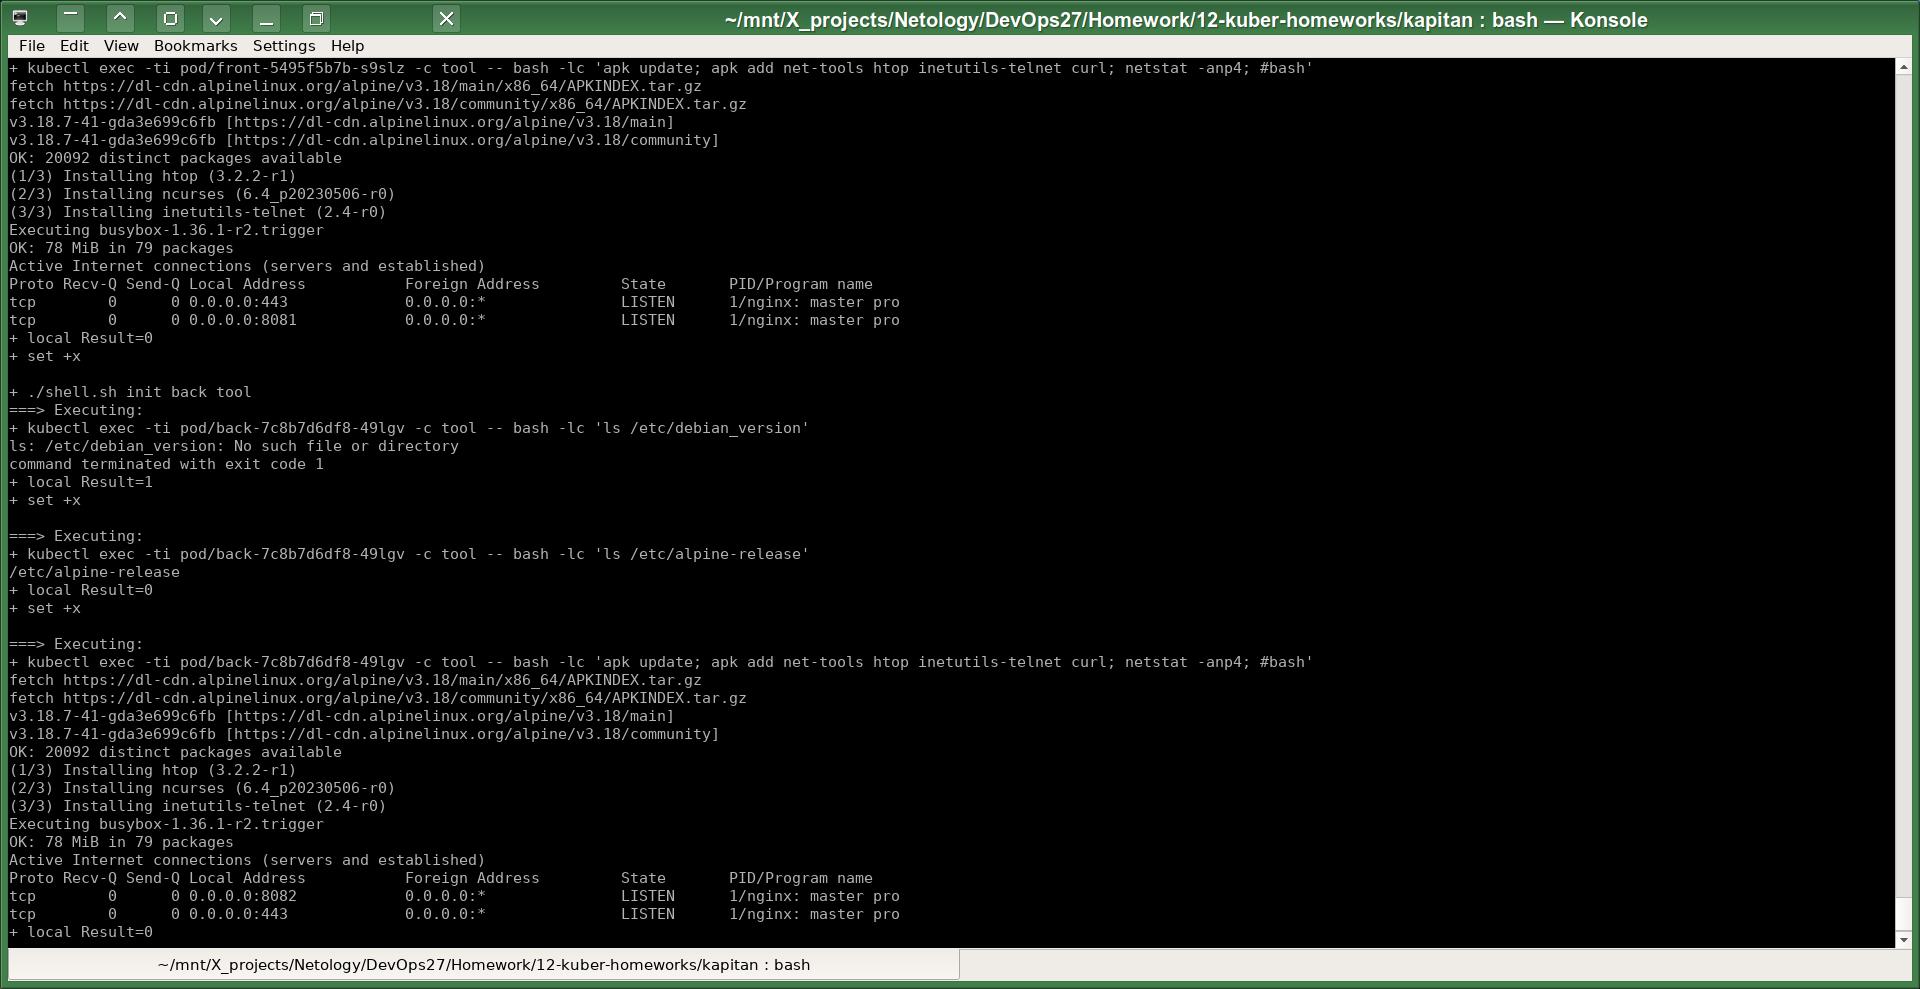 ~/mnt/X_projects/Netology/DevOps27/Homework/12-kuber-homeworks/kapitan : bash — Konsole
File Edit View Bookmarks Settings Help
+ kubectl exec -ti pod/front-5495f5b7b-s9slz -c tool -- bash -lc 'apk update; apk add net-tools htop inetutils-telnet curl; netstat -anp4; #bash'
fetch https://dl-cdn.alpinelinux.org/alpine/v3.18/main/x86_64/APKINDEX.tar.gz
fetch https://dl-cdn.alpinelinux.org/alpine/v3.18/community/x86_64/APKINDEX.tar.gz
v3.18.7-41-gda3e699c6fb [https://dl-cdn.alpinelinux.org/alpine/v3.18/main]
v3.18.7-41-gda3e699c6fb [https://dl-cdn.alpinelinux.org/alpine/v3.18/community]
OK: 20092 distinct packages available
(1/3) Installing htop (3.2.2-r1)
(2/3) Installing ncurses (6.4_p20230506-r0)
(3/3) Installing inetutils-telnet (2.4-r0)
Executing busybox-1.36.1-r2.trigger
OK: 78 MiB in 79 packages
Active Internet connections (servers and established)
Proto Recv-Q Send-Q Local Address           Foreign Address         State       PID/Program name
tcp        0      0 0.0.0.0:443             0.0.0.0:*               LISTEN      1/nginx: master pro
tcp        0      0 0.0.0.0:8081            0.0.0.0:*               LISTEN      1/nginx: master pro
+ local Result=0
+ set +x
+ ./shell.sh init back tool
===> Executing:
+ kubectl exec -ti pod/back-7c8b7d6df8-49lgv -c tool -- bash -lc 'ls /etc/debian_version'
ls: /etc/debian_version: No such file or directory
command terminated with exit code 1
+ local Result=1
+ set +x
===> Executing:
+ kubectl exec -ti pod/back-7c8b7d6df8-49lgv -c tool -- bash -lc 'ls /etc/alpine-release'
/etc/alpine-release
+ local Result=0
+ set +x
===> Executing:
+ kubectl exec -ti pod/back-7c8b7d6df8-49lgv -c tool -- bash -lc 'apk update; apk add net-tools htop inetutils-telnet curl; netstat -anp4; #bash'
fetch https://dl-cdn.alpinelinux.org/alpine/v3.18/main/x86_64/APKINDEX.tar.gz
fetch https://dl-cdn.alpinelinux.org/alpine/v3.18/community/x86_64/APKINDEX.tar.gz
v3.18.7-41-gda3e699c6fb [https://dl-cdn.alpinelinux.org/alpine/v3.18/main]
v3.18.7-41-gda3e699c6fb [https://dl-cdn.alpinelinux.org/alpine/v3.18/community]
OK: 20092 distinct packages available
(1/3) Installing htop (3.2.2-r1)
(2/3) Installing ncurses (6.4_p20230506-r0)
(3/3) Installing inetutils-telnet (2.4-r0)
Executing busybox-1.36.1-r2.trigger
OK: 78 MiB in 79 packages
Active Internet connections (servers and established)
Proto Recv-Q Send-Q Local Address           Foreign Address         State       PID/Program name
tcp        0      0 0.0.0.0:8082            0.0.0.0:*               LISTEN      1/nginx: master pro
tcp        0      0 0.0.0.0:443             0.0.0.0:*               LISTEN      1/nginx: master pro
+ local Result=0
~/mnt/X_projects/Netology/DevOps27/Homework/12-kuber-homeworks/kapitan : bash